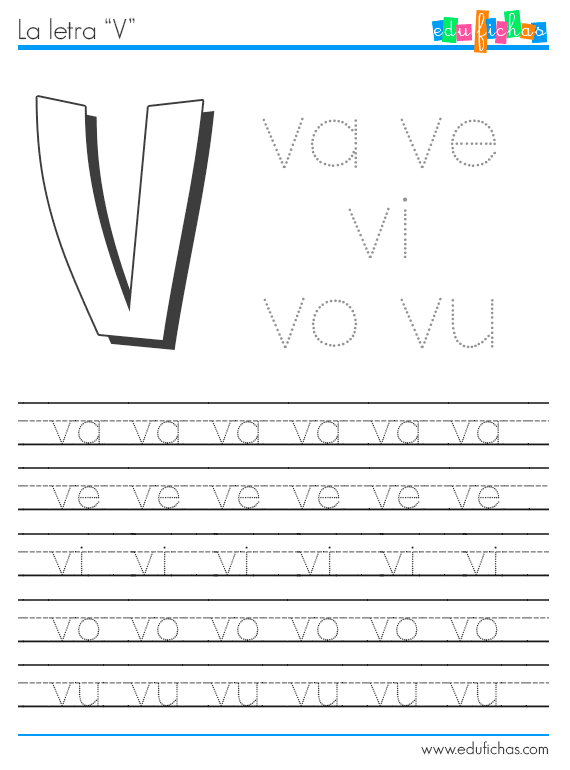 La letra “V”
edufichas
V
va ve
vi
vo vu
va va va va va va
ve ve ve ve ve ve
vi vi vi vi vi vi
vo vo vo vo vo vo
vu vu vu vu vu vu
www.edufichas.com